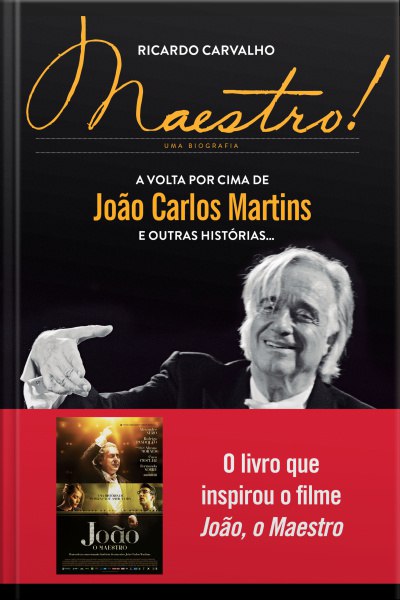 RICARDO CARVALHO
Maestro!
UMA BIOGRAFIA
A VOLTA POR CIMA DE
João Carlos Martins
E OUTRAS HISTÓRIAS...
O livro que
inspirou o filme
João, o Maestro
JOÃO
O MAESTRO